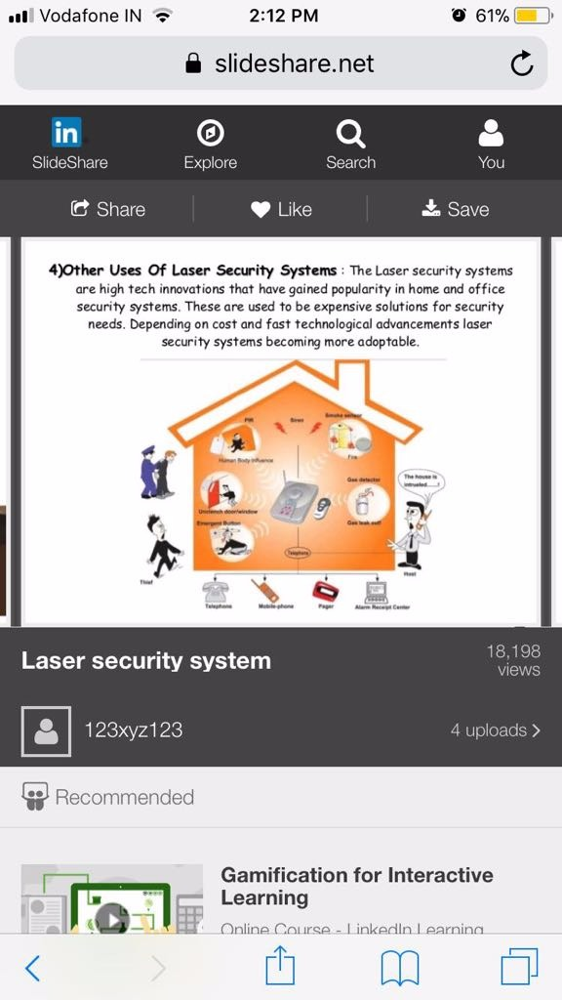 Vodafone IN
2:12 PM
61%
slideshare.net
in
SlideShare
Explore
Search
You
Share
Like
Save
4)Other Uses Of Laser Security Systems : The Laser security systems
are high tech innovations that have gained popularity in home and office
security systems. These are used to be expensive solutions for security
needs. Depending on cost and fast technological advancements laser
security systems becoming more adoptable.
PIR
Siren
Smoke sensor
Human Body Influence
Fire
Gas detector
The house is
intruded......!
Unclench door/window
Emergent Button
Gas leak out!
Telephone
Thief
Host
Telephone
Mobile-phone
Pager
Alarm Receipt Center
Laser security system
18,198
views
123xyz123
4 uploads
Recommended
Gamification for Interactive
Learning
Online Course - LinkedIn Learning